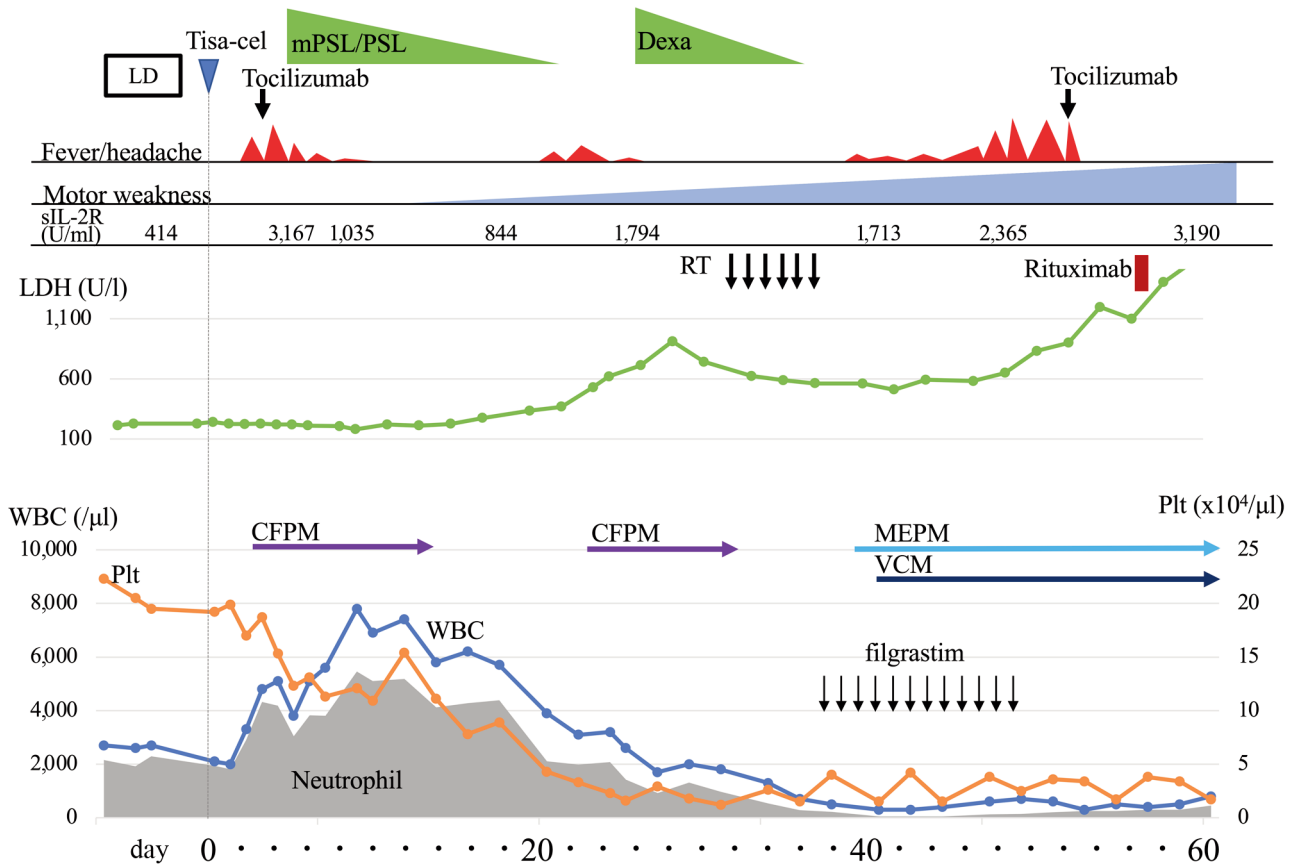 Tisa-cel
mPSL/PSL
Dexa
LD
Tocilizumab
Tocilizumab
Fever/headache
Motor weakness
sIL-2R
(U/ml)
414
3,167
1,035
844
1,794
1,713
2,365
3,190
RT
Rituximab
LDH (U/l)
1,100
600
100
WBC (/µl)
Plt (x10⁴/µl)
CFPM
CFPM
MEPM
VCM
10,000
25
Plt
8,000
20
WBC
6,000
15
filgrastim
4,000
10
2,000
5
Neutrophil
0
0
day
0
20
40
60